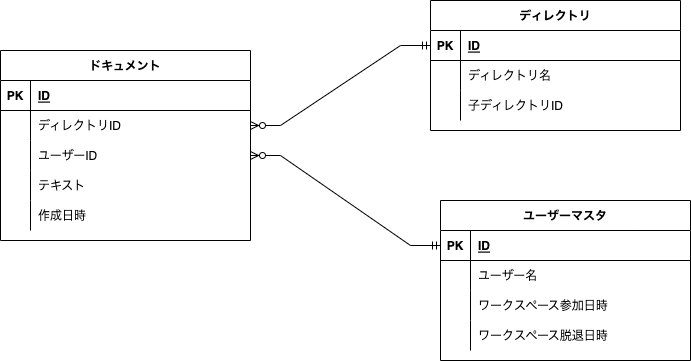 ドキュメント
PK ID
ディレクトリID
ユーザーID
テキスト
作成日時
ディレクトリ
PK ID
ディレクトリ名
子ディレクトリID
ユーザーマスタ
PK ID
ユーザー名
ワークスペース参加日時
ワークスペース脱退日時